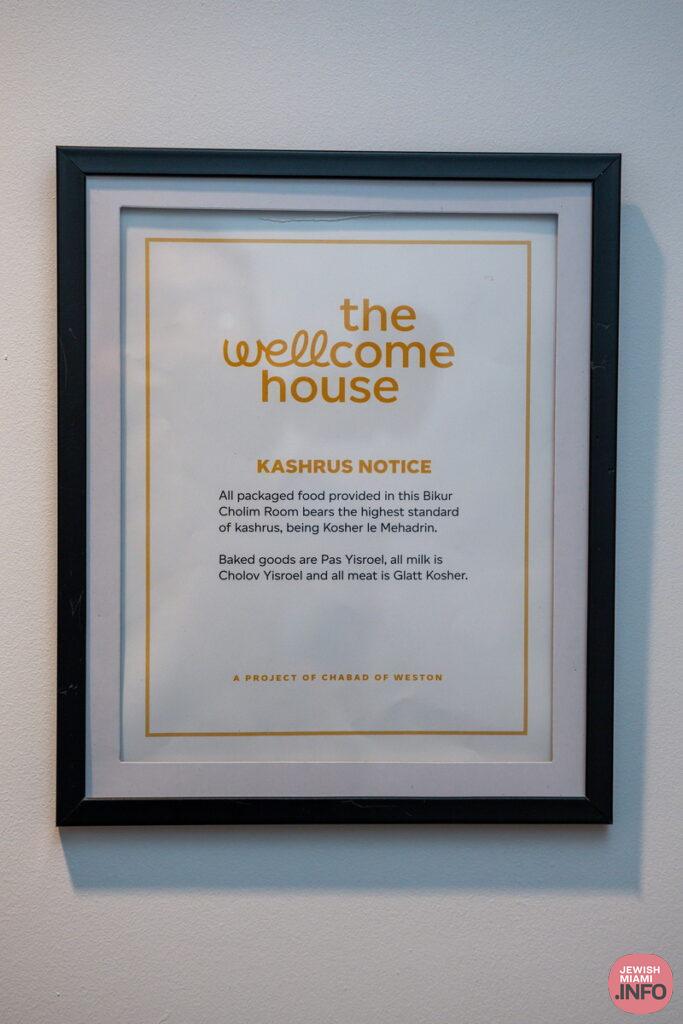 the
wellcome
house
KASHRUS NOTICE
All packaged food provided in this Bikur
Cholim Room bears the highest standard
of kashrus, being Kosher le Mehadrin.
Baked goods are Pas Yisroel, all milk is
Cholov Yisroel and all meat is Glatt Kosher.
A PROJECT OF CHABAD OF WESTON
JEWISH
MIAMI
.INFO